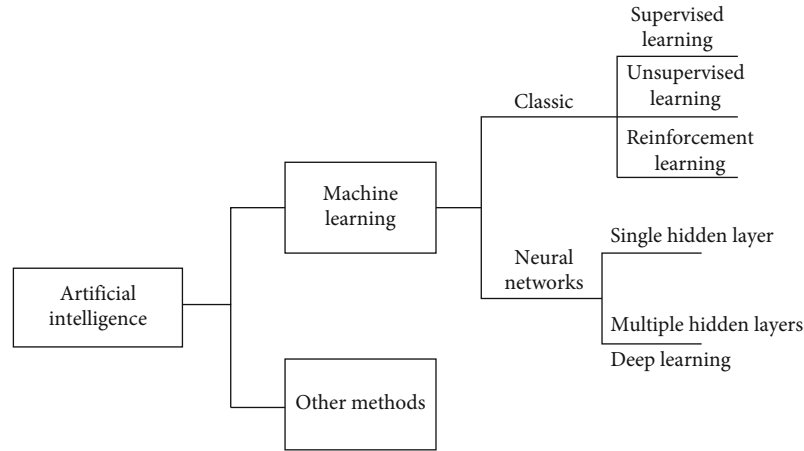 Supervised
learning
Unsupervised
learning
Classic
Reinforcement
learning
Machine
learning
Single hidden layer
Neural
networks
Artificial
intelligence
Multiple hidden layers
Deep learning
Other methods